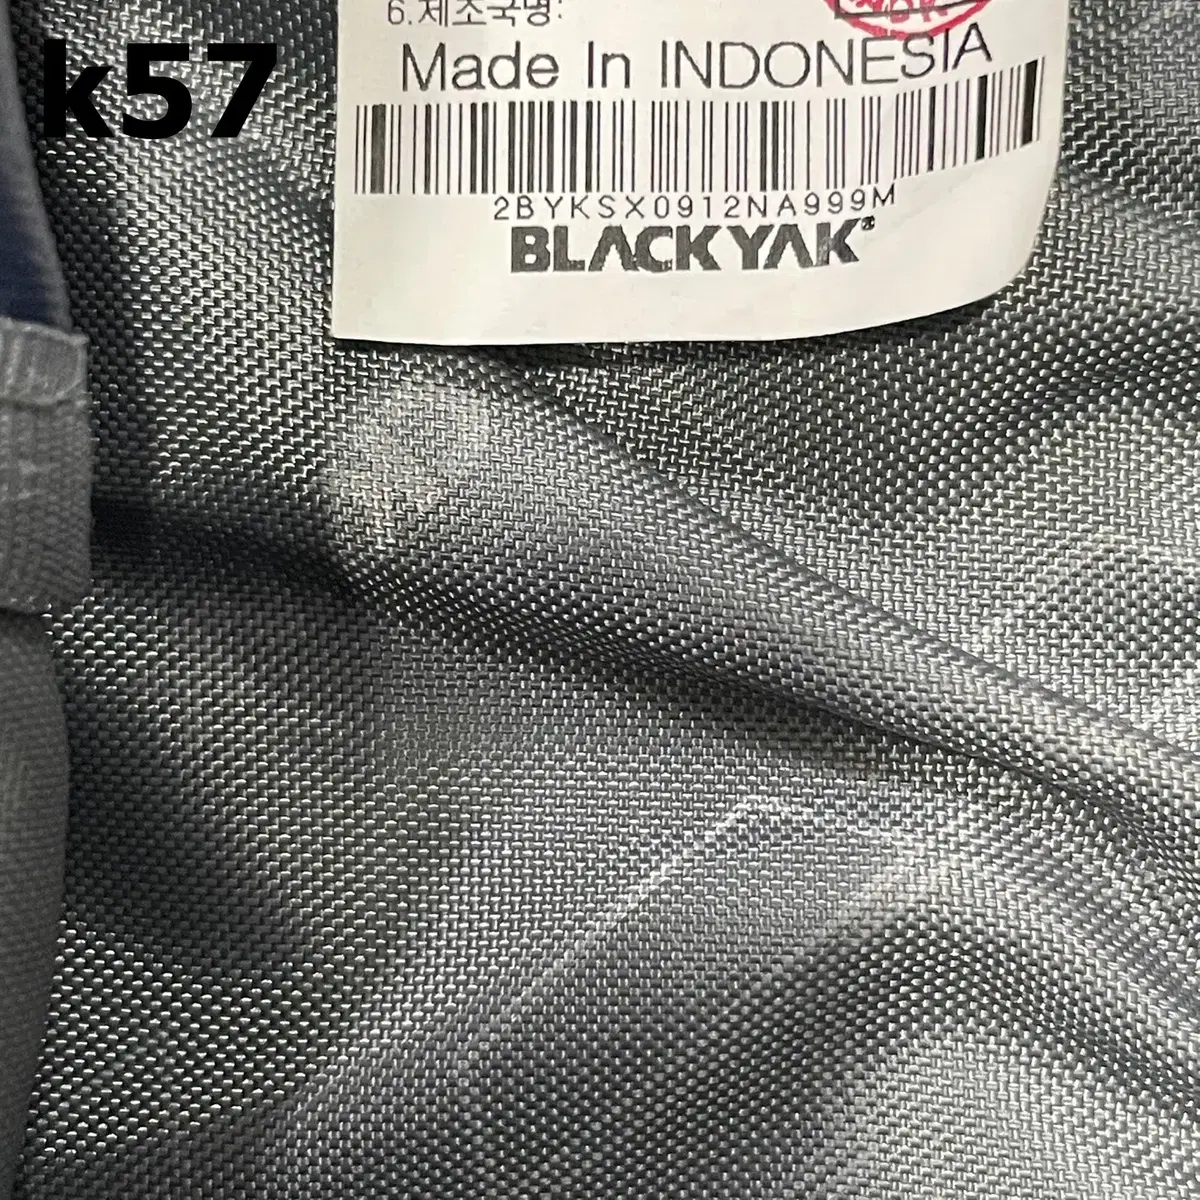 k57
6.제조국명:
Made In INDONESIA
2BYKSX0912NA999M
BLACKYAK®